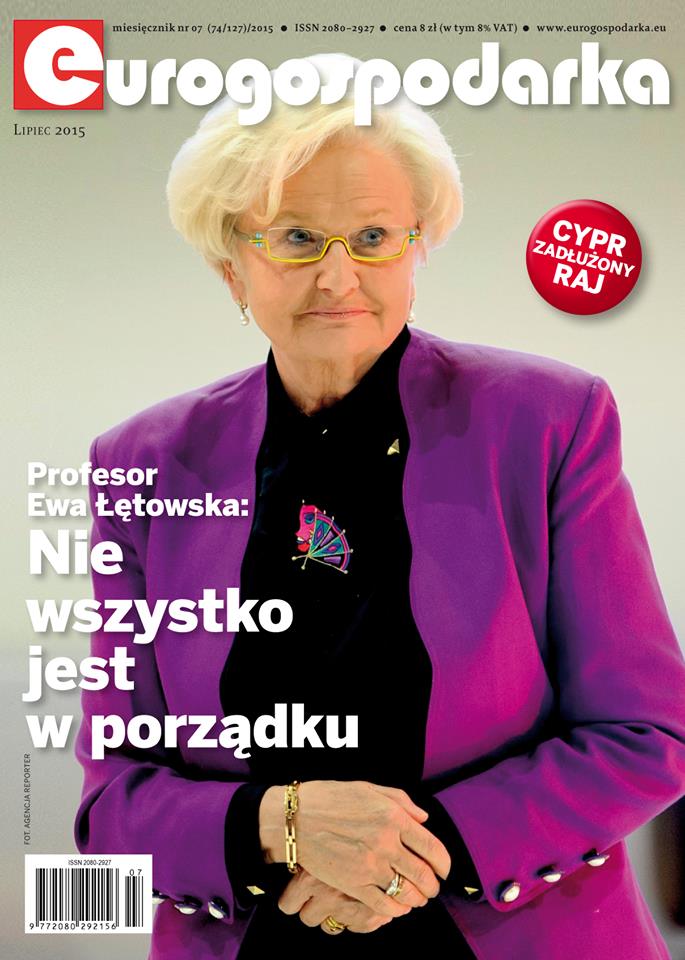 miesięcznik nr 07 (74/127)/2015 ● ISSN 2080–2927 ● cena 8 zł (w tym 8% VAT) ● www.eurogospodarka.eu
eurogospodarka
Lipiec 2015
CYPR
ZADŁUŻONY
RAJ
Profesor
Ewa Łętowska:
Nie
wszystko
jest
w porządku
FOT. AGENCJA REPORTER
ISSN 2080-2927
07
9 772080 292156